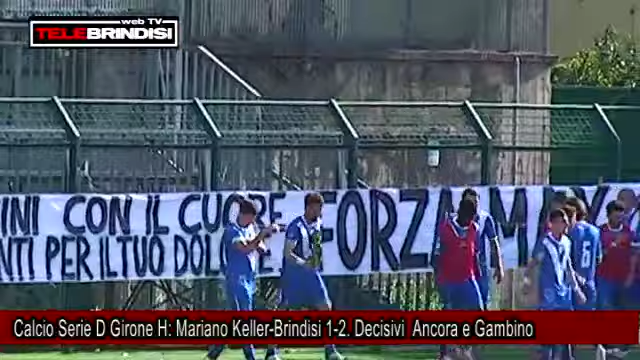 web TV
TELEBRINDISI
INI CON IL CUORE
NTI PER IL TUO DOLO
FORZA MA
Calcio Serie D Girone H: Mariano Keller-Brindisi 1-2. Decisivi Ancora e Gambino